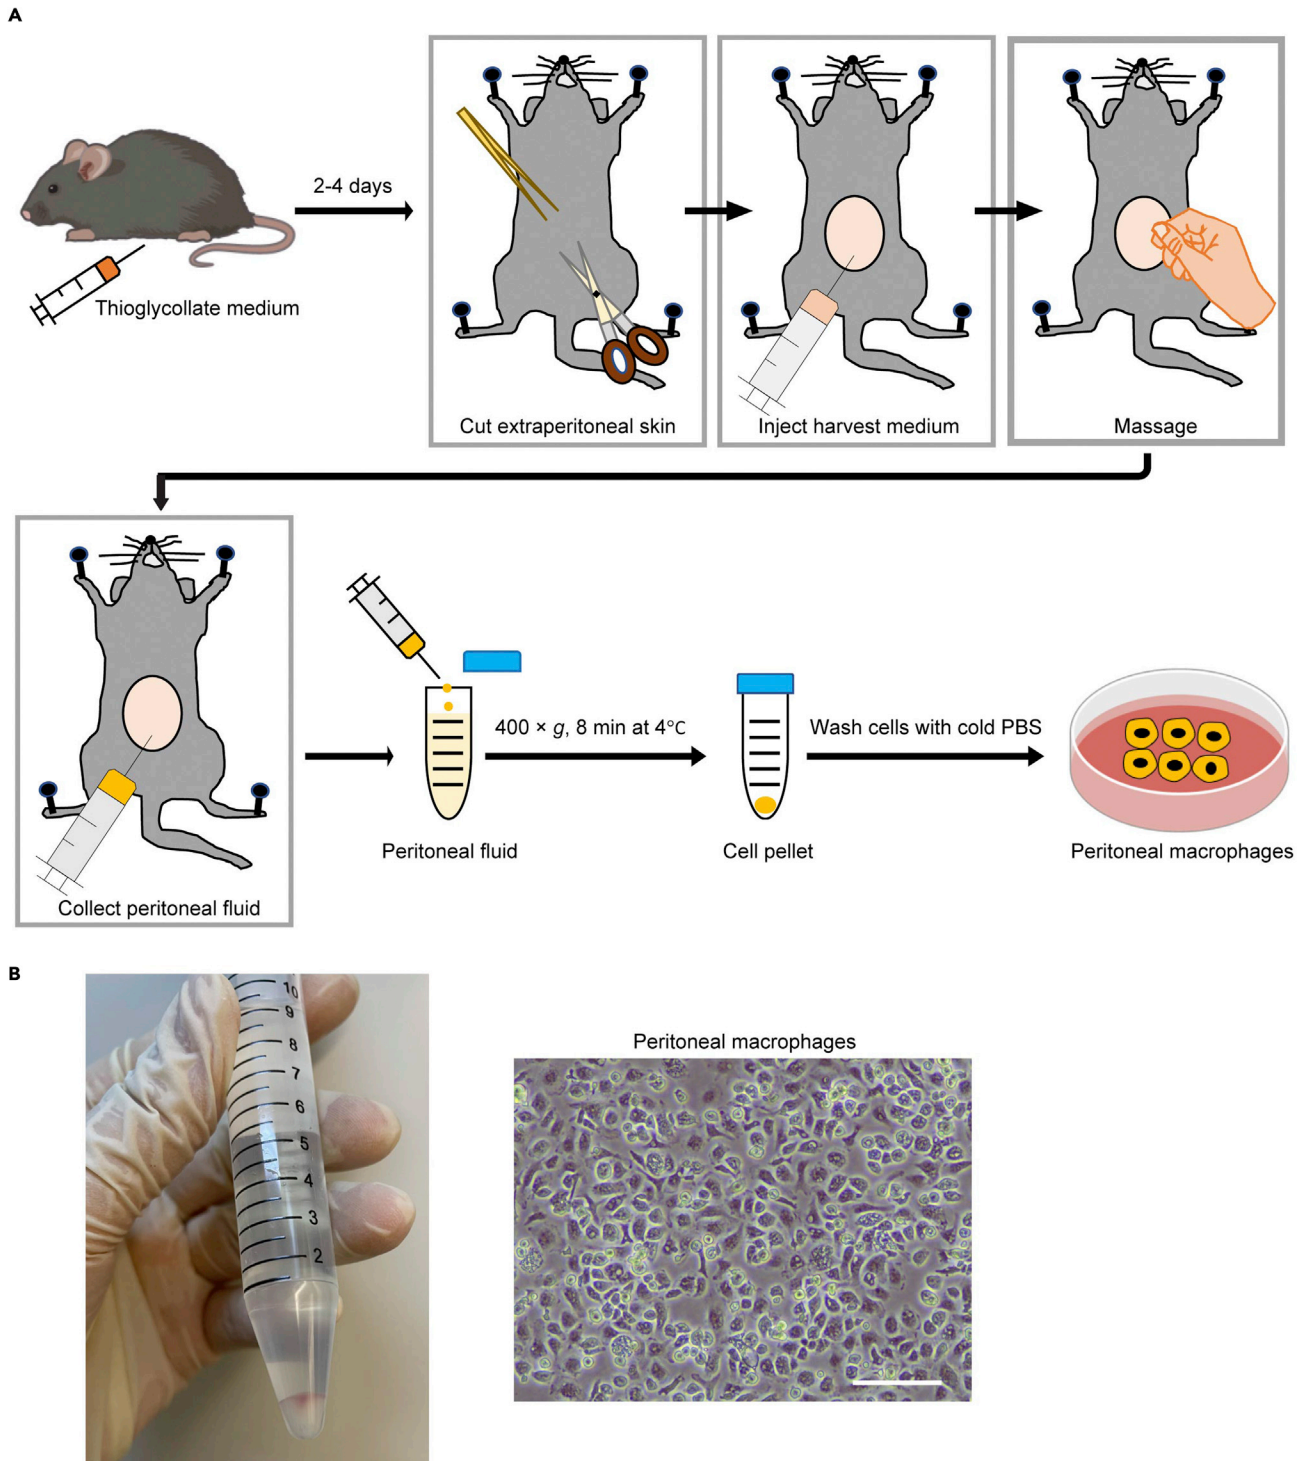 A
2-4 days
Thioglycollate medium
Cut extraperitoneal skin
Inject harvest medium
Massage
Collect peritoneal fluid
400 × g, 8 min at 4°C
Wash cells with cold PBS
Peritoneal fluid
Cell pellet
Peritoneal macrophages
B
10
9
8
7
6
5
4
3
2
Peritoneal macrophages